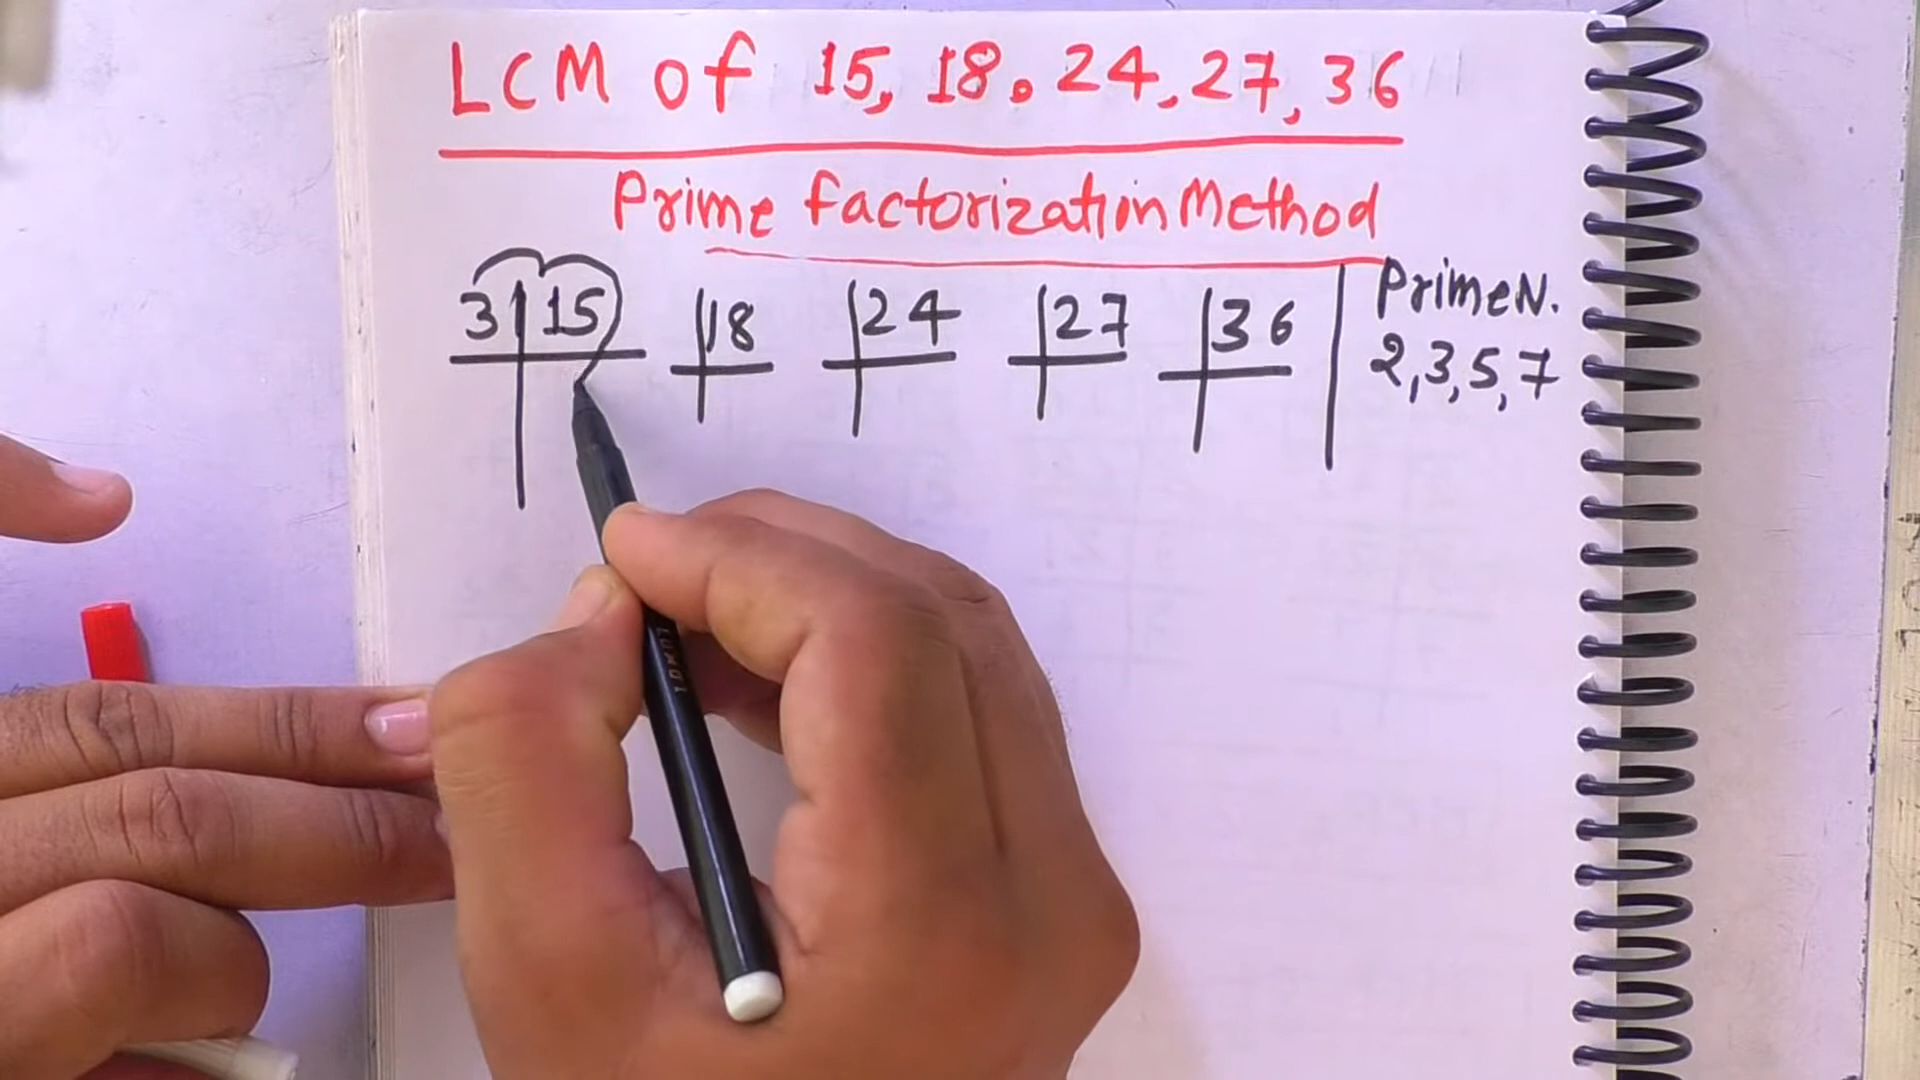 LCM of 15, 18. 24, 27, 36
Prime factorization Method
3 15 18 24 27 36
Prime N.
2,3,5,7